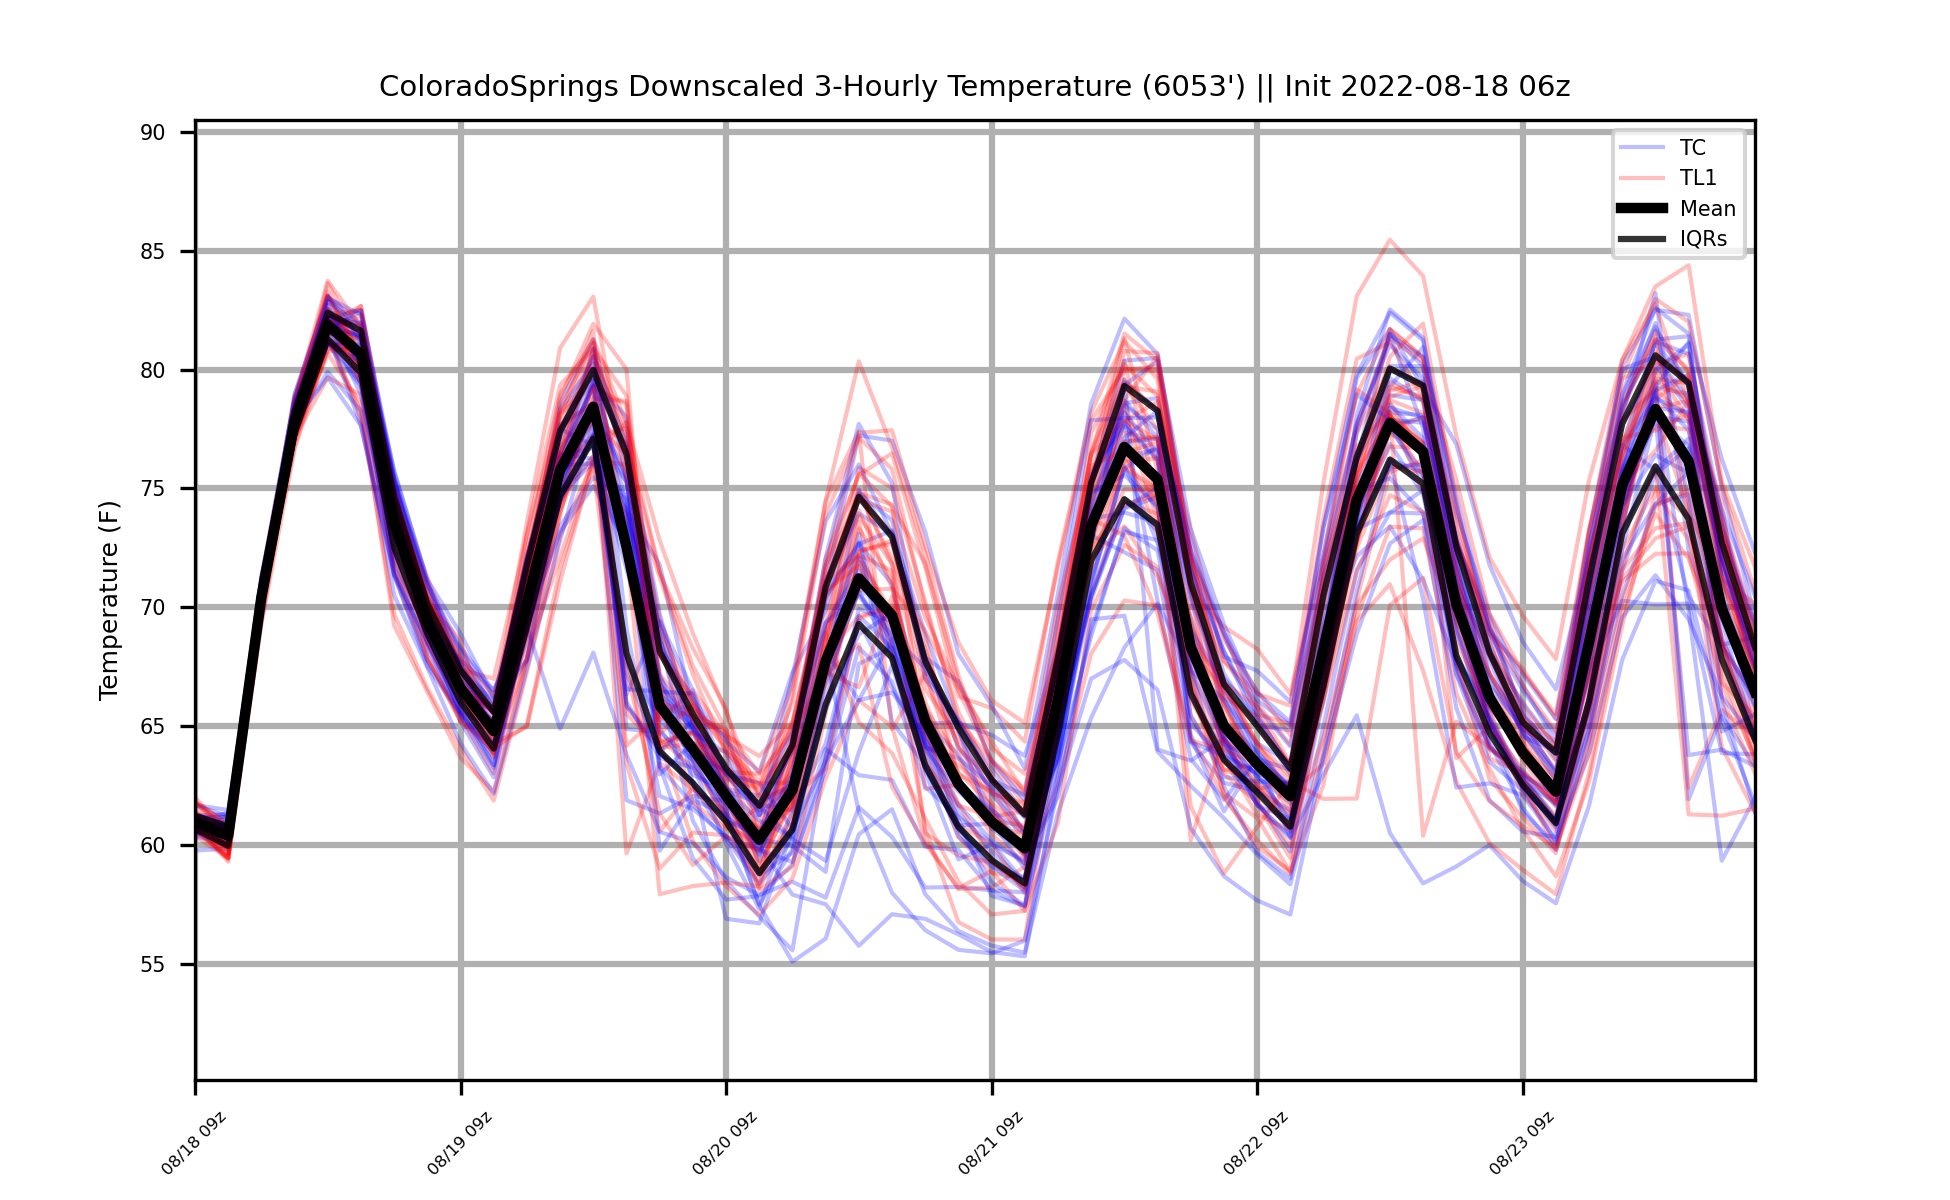 ColoradoSprings Downscaled 3-Hourly Temperature (6053') || Init 2022-08-18 06z
TC
TL1
Mean
IQRs
Temperature (F)
90
85
80
75
70
65
60
55
08/18 09z
08/19 09z
08/20 09z
08/21 09z
08/22 09z
08/23 09z